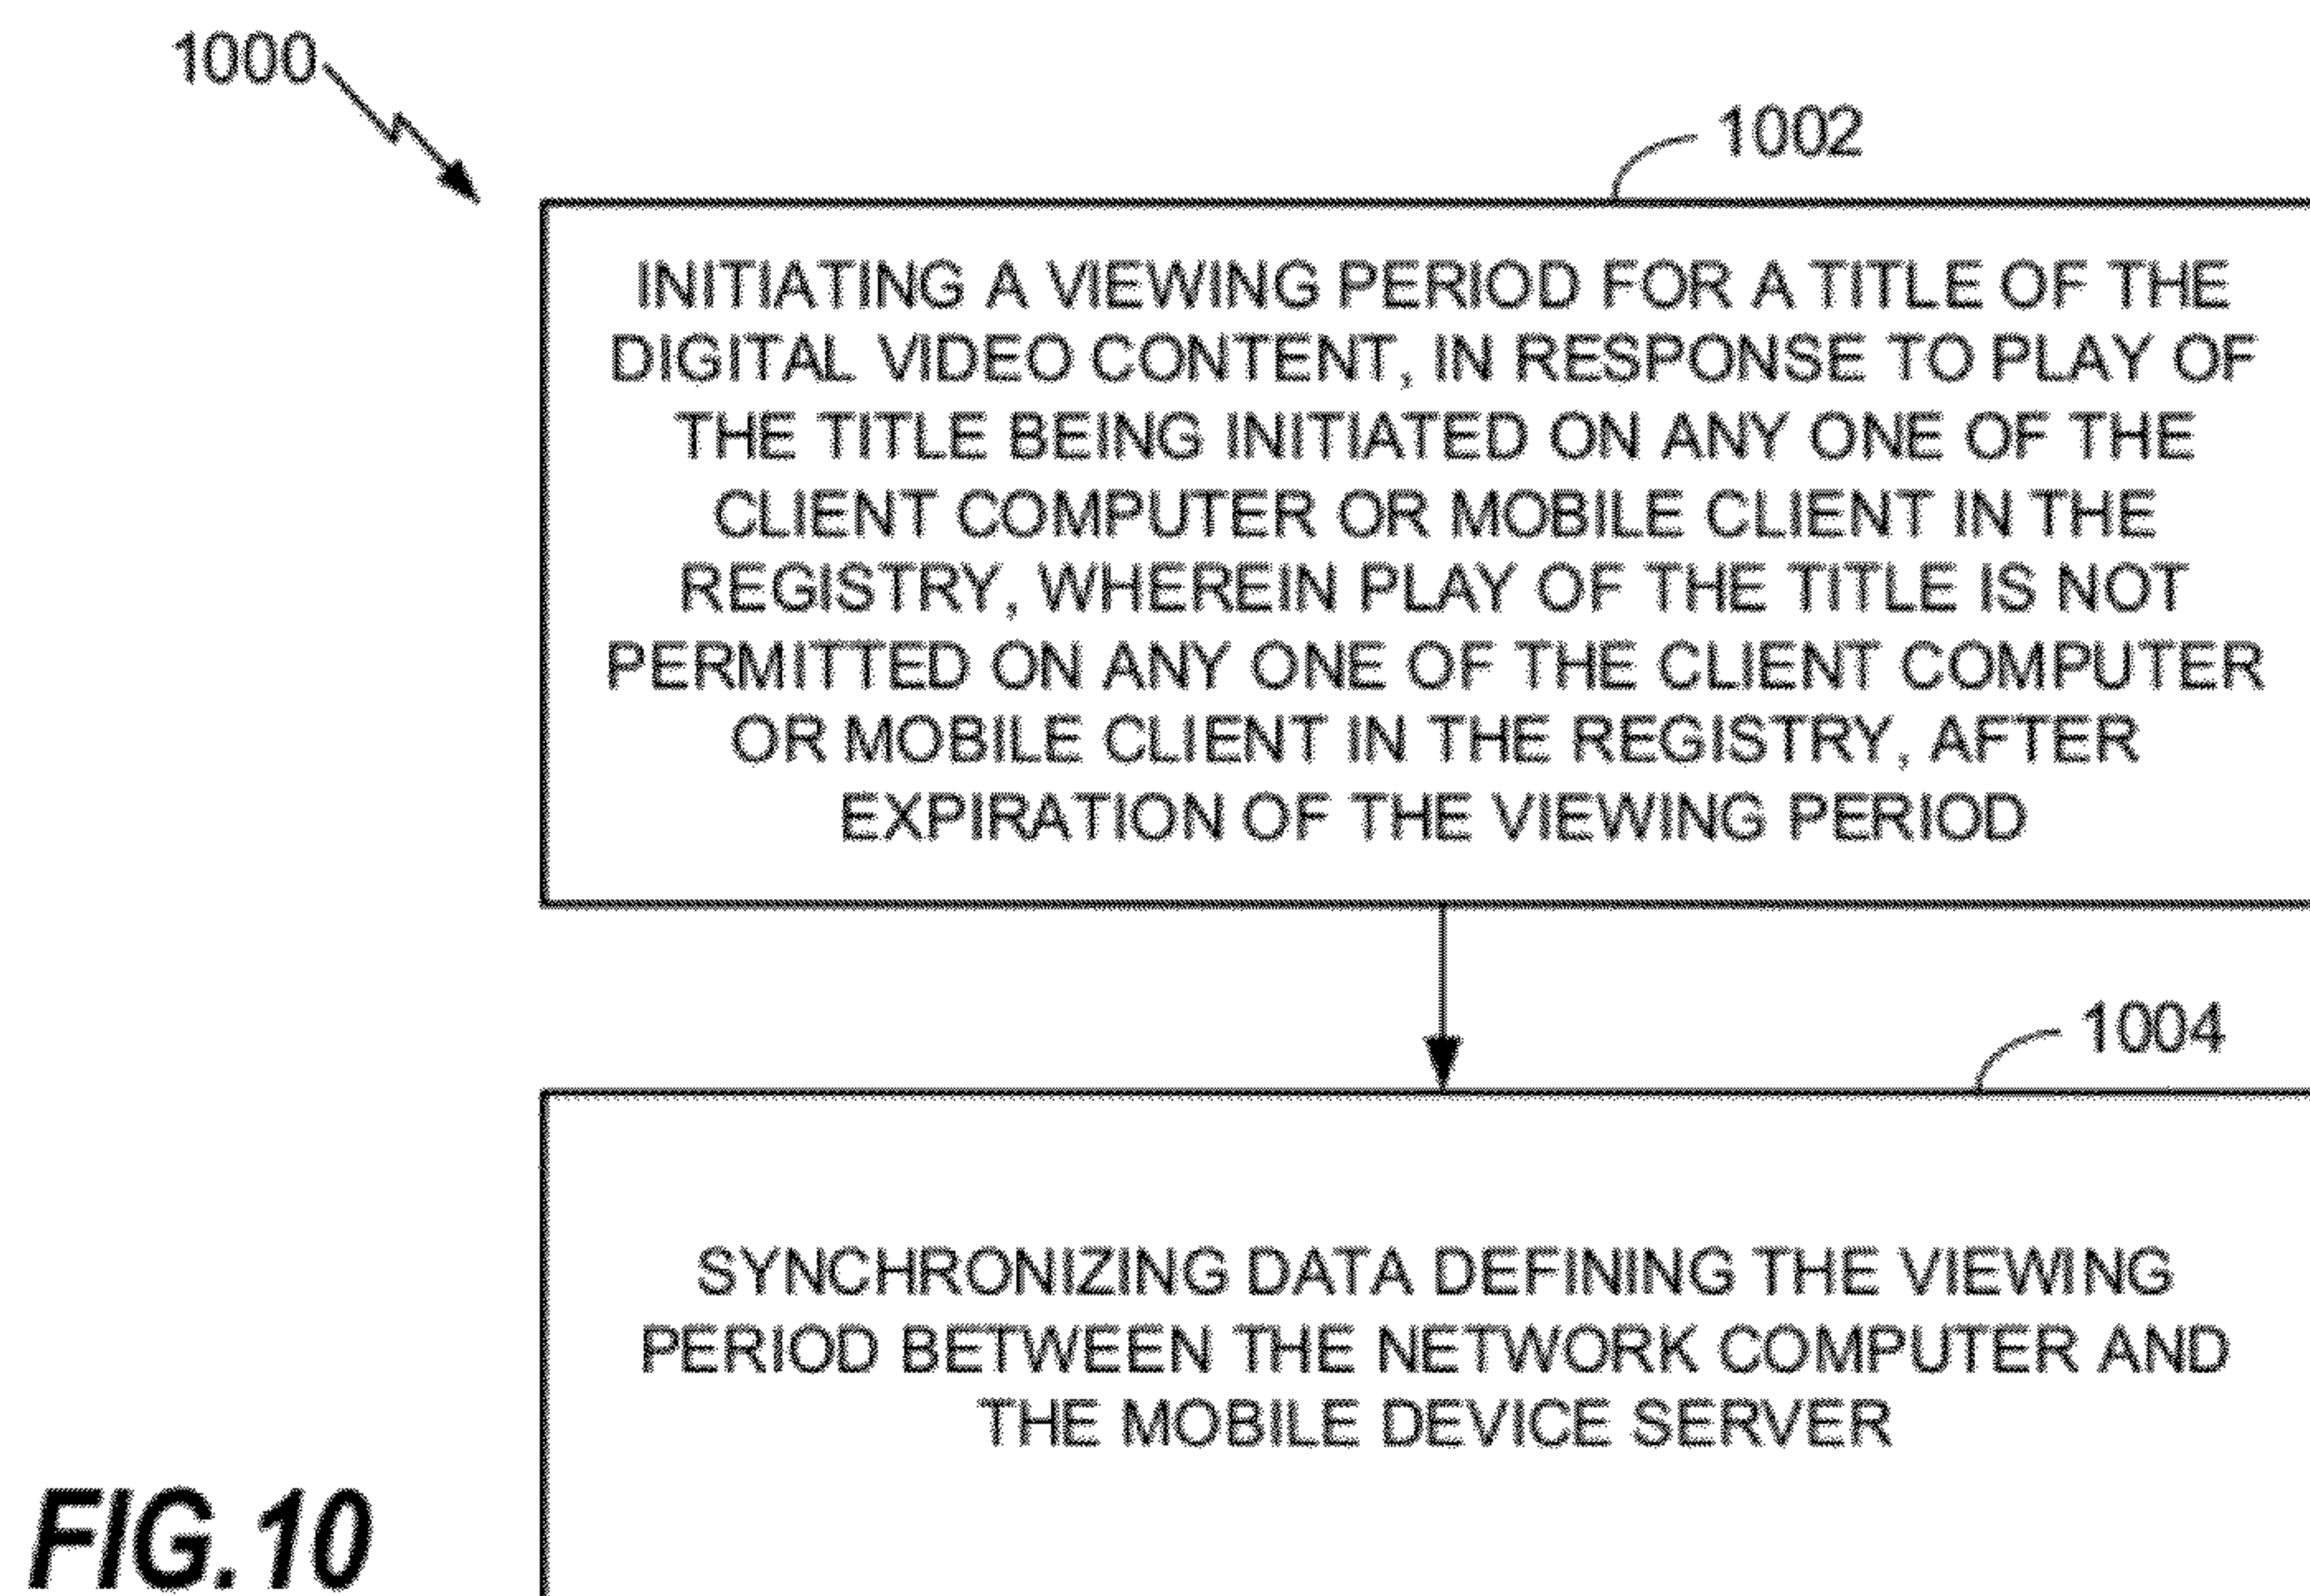 1000
1002
INITIATING A VIEWING PERIOD FOR A TITLE OF THE
DIGITAL VIDEO CONTENT, IN RESPONSE TO PLAY OF
THE TITLE BEING INITIATED ON ANY ONE OF THE
CLIENT COMPUTER OR MOBILE CLIENT IN THE
REGISTRY, WHEREIN PLAY OF THE TITLE IS NOT
PERMITTED ON ANY ONE OF THE CLIENT COMPUTER
OR MOBILE CLIENT IN THE REGISTRY, AFTER
EXPIRATION OF THE VIEWING PERIOD
1004
SYNCHRONIZING DATA DEFINING THE VIEWING
PERIOD BETWEEN THE NETWORK COMPUTER AND
THE MOBILE DEVICE SERVER
FIG.10